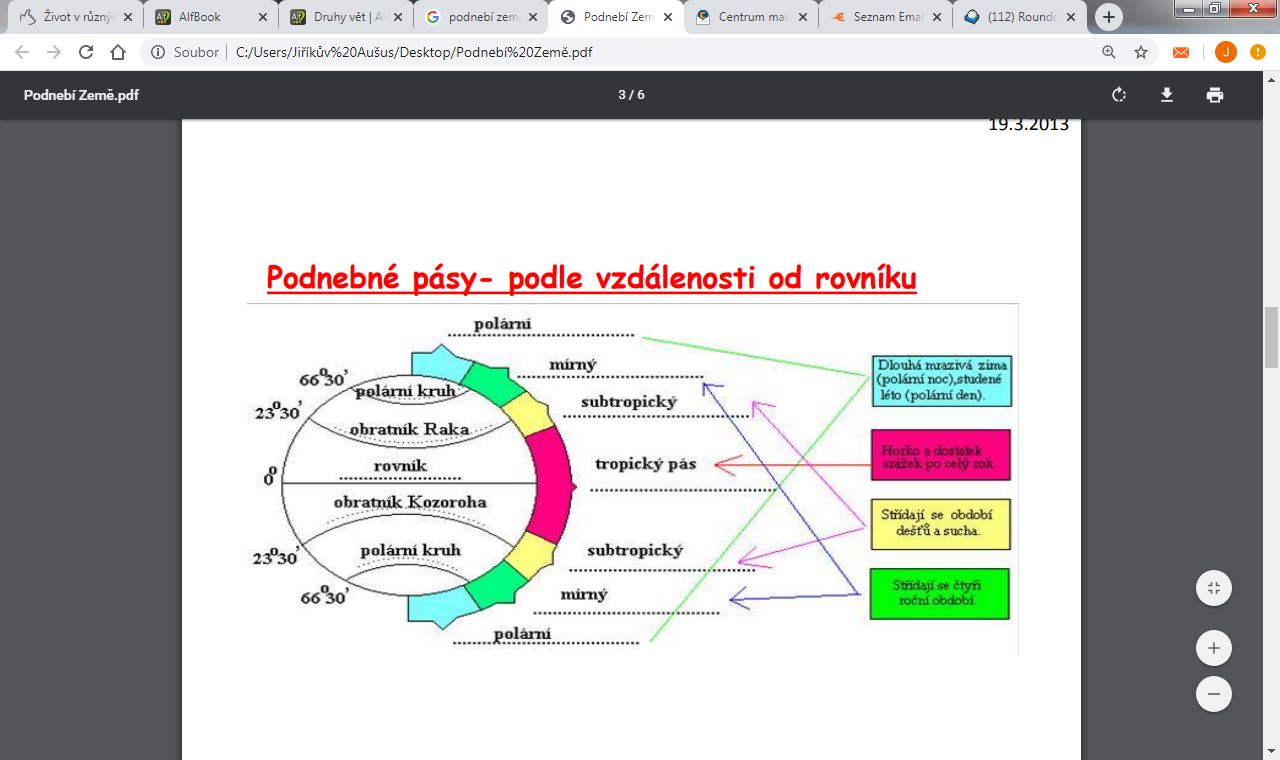 Život v různý
AlfBook
Druhy vět | A
podnebí zem
Podnebí Zem
Centrum mai
Seznam Emai
(112) Roundc
Soubor
C:/Users/Jiříkův%20Aušus/Desktop/Podnebí%20Země.pdf
J
Podnebí Země.pdf
3 / 6
19.3.2013
Podnebné pásy- podle vzdálenosti od rovníku
polární
mírný
subtropický
tropický pás
subtropický
mírný
polární
66°30'
polární kruh
23°30'
obratník Raka
rovník
0°
obratník Kozoroha
23°30'
polární kruh
66°30'
Dlouhá mrazivá zima
(polární noc),studené
léto (polární den).
Horko a dostatek
srážek po celý rok.
Střídají se období
dešťů a sucha.
Střídají se čtyři
roční období.